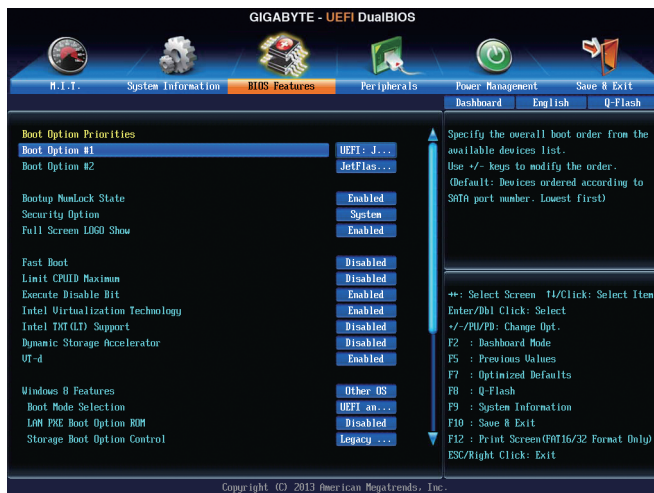 GIGABYTE - UEFI DualBIOS
M.I.T. System Information BIOS Features Peripherals Power Management Save & Exit
Dashboard English Q-Flash
Boot Option Priorities
Boot Option #1 UEFI: J...
Boot Option #2 JetFlas...
Bootup NumLock State Enabled
Security Option System
Full Screen LOGO Show Enabled
Fast Boot Disabled
Limit CPUID Maximum Disabled
Execute Disable Bit Enabled
Intel Virtualization Technology Enabled
Intel TXT(LT) Support Disabled
Dynamic Storage Accelerator Disabled
VT-d Enabled
Windows 8 Features Other OS
Boot Mode Selection UEFI an...
LAN PXE Boot Option ROM Disabled
Storage Boot Option Control Legacy ...
Specify the overall boot order from the
available devices list.
Use +/- keys to modify the order.
(Default: Devices ordered according to
SATA port number. Lowest first)
→←: Select Screen ↑↓/Click: Select Item
Enter/Dbl Click: Select
+/-/PU/PD: Change Opt.
F2 : Dashboard Mode
F5 : Previous Values
F7 : Optimized Defaults
F8 : Q-Flash
F9 : System Information
F10 : Save & Exit
F12 : Print Screen(FAT16/32 Format Only)
ESC/Right Click: Exit
Copyright (C) 2013 American Megatrends, Inc.